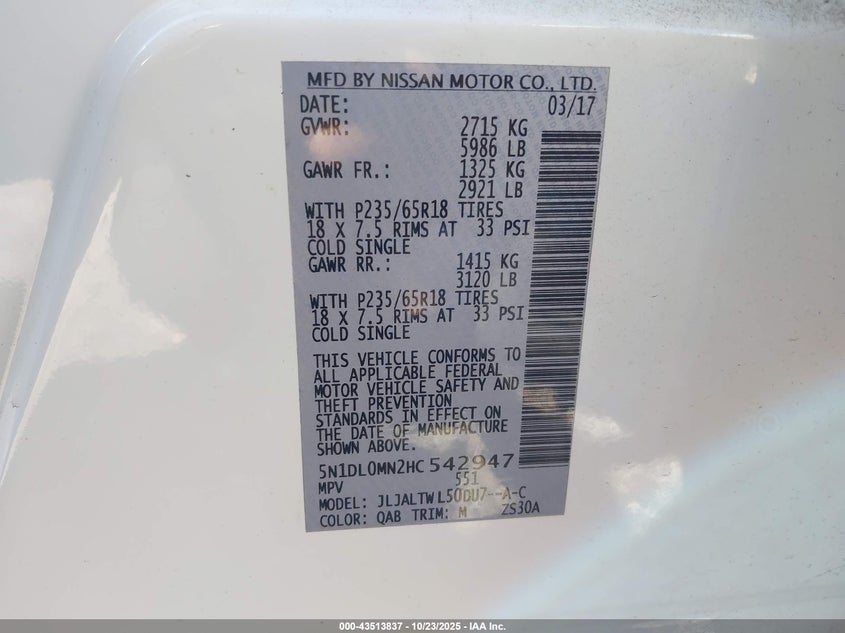 MFD BY NISSAN MOTOR CO., LTD.
DATE: 03/17
GVWR: 2715 KG
5986 LB
GAWR FR.: 1325 KG
2921 LB
WITH P235/65R18 TIRES
18 X 7.5 RIMS AT 33 PSI
COLD SINGLE
GAWR RR.: 1415 KG
3120 LB
WITH P235/65R18 TIRES
18 X 7.5 RIMS AT 33 PSI
COLD SINGLE
THIS VEHICLE CONFORMS TO
ALL APPLICABLE FEDERAL
MOTOR VEHICLE SAFETY AND
THEFT PREVENTION
STANDARDS IN EFFECT ON
THE DATE OF MANUFACTURE
SHOWN ABOVE.
5N1DL0MN2HC 542947
MPV 551
MODEL: JLJALTW L50DU7--A-C
COLOR: QAB TRIM: M ZS30A
000-43513837 - 10/23/2025 - IAA Inc.